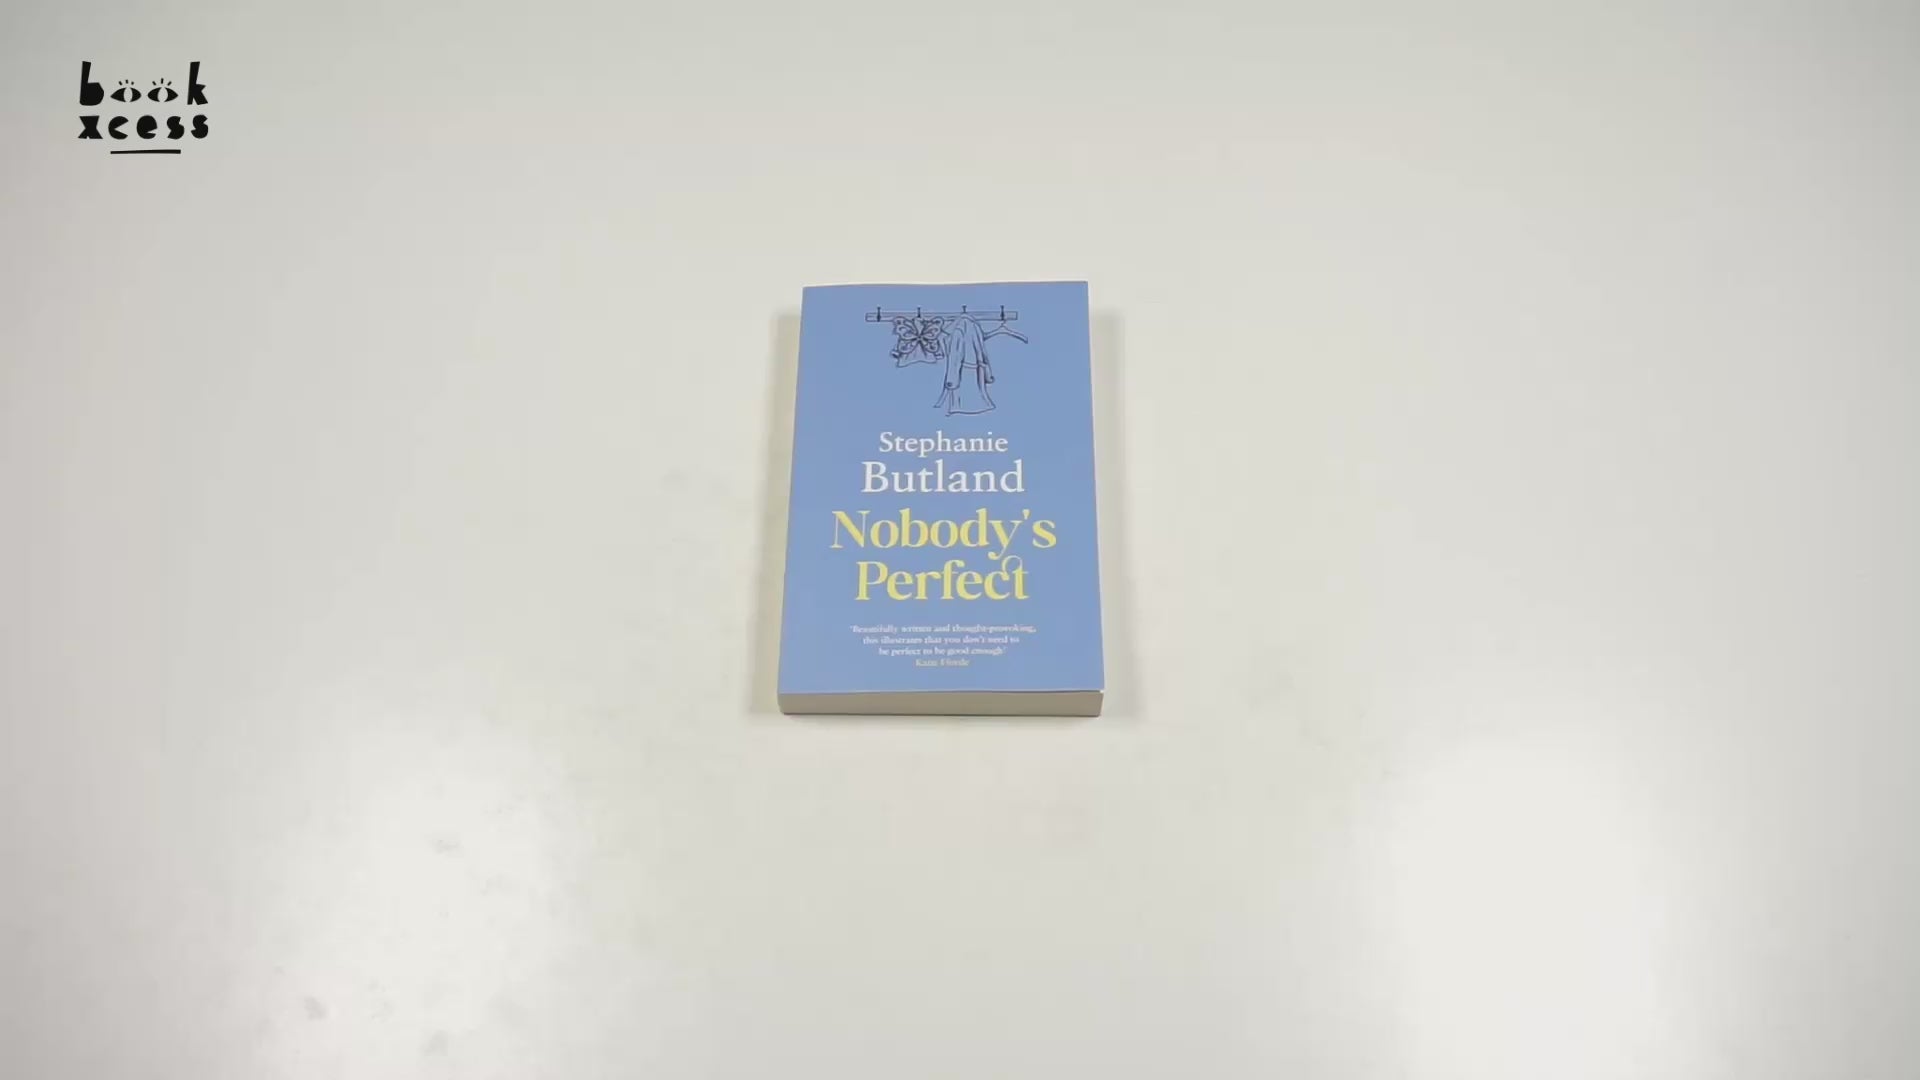 book
xcess
Stephanie
Butland
Nobody's
Perfect
'Beautifully written and thought-provoking,
this illustrates that you don't need to
be perfect to be good enough'
Katie Fforde